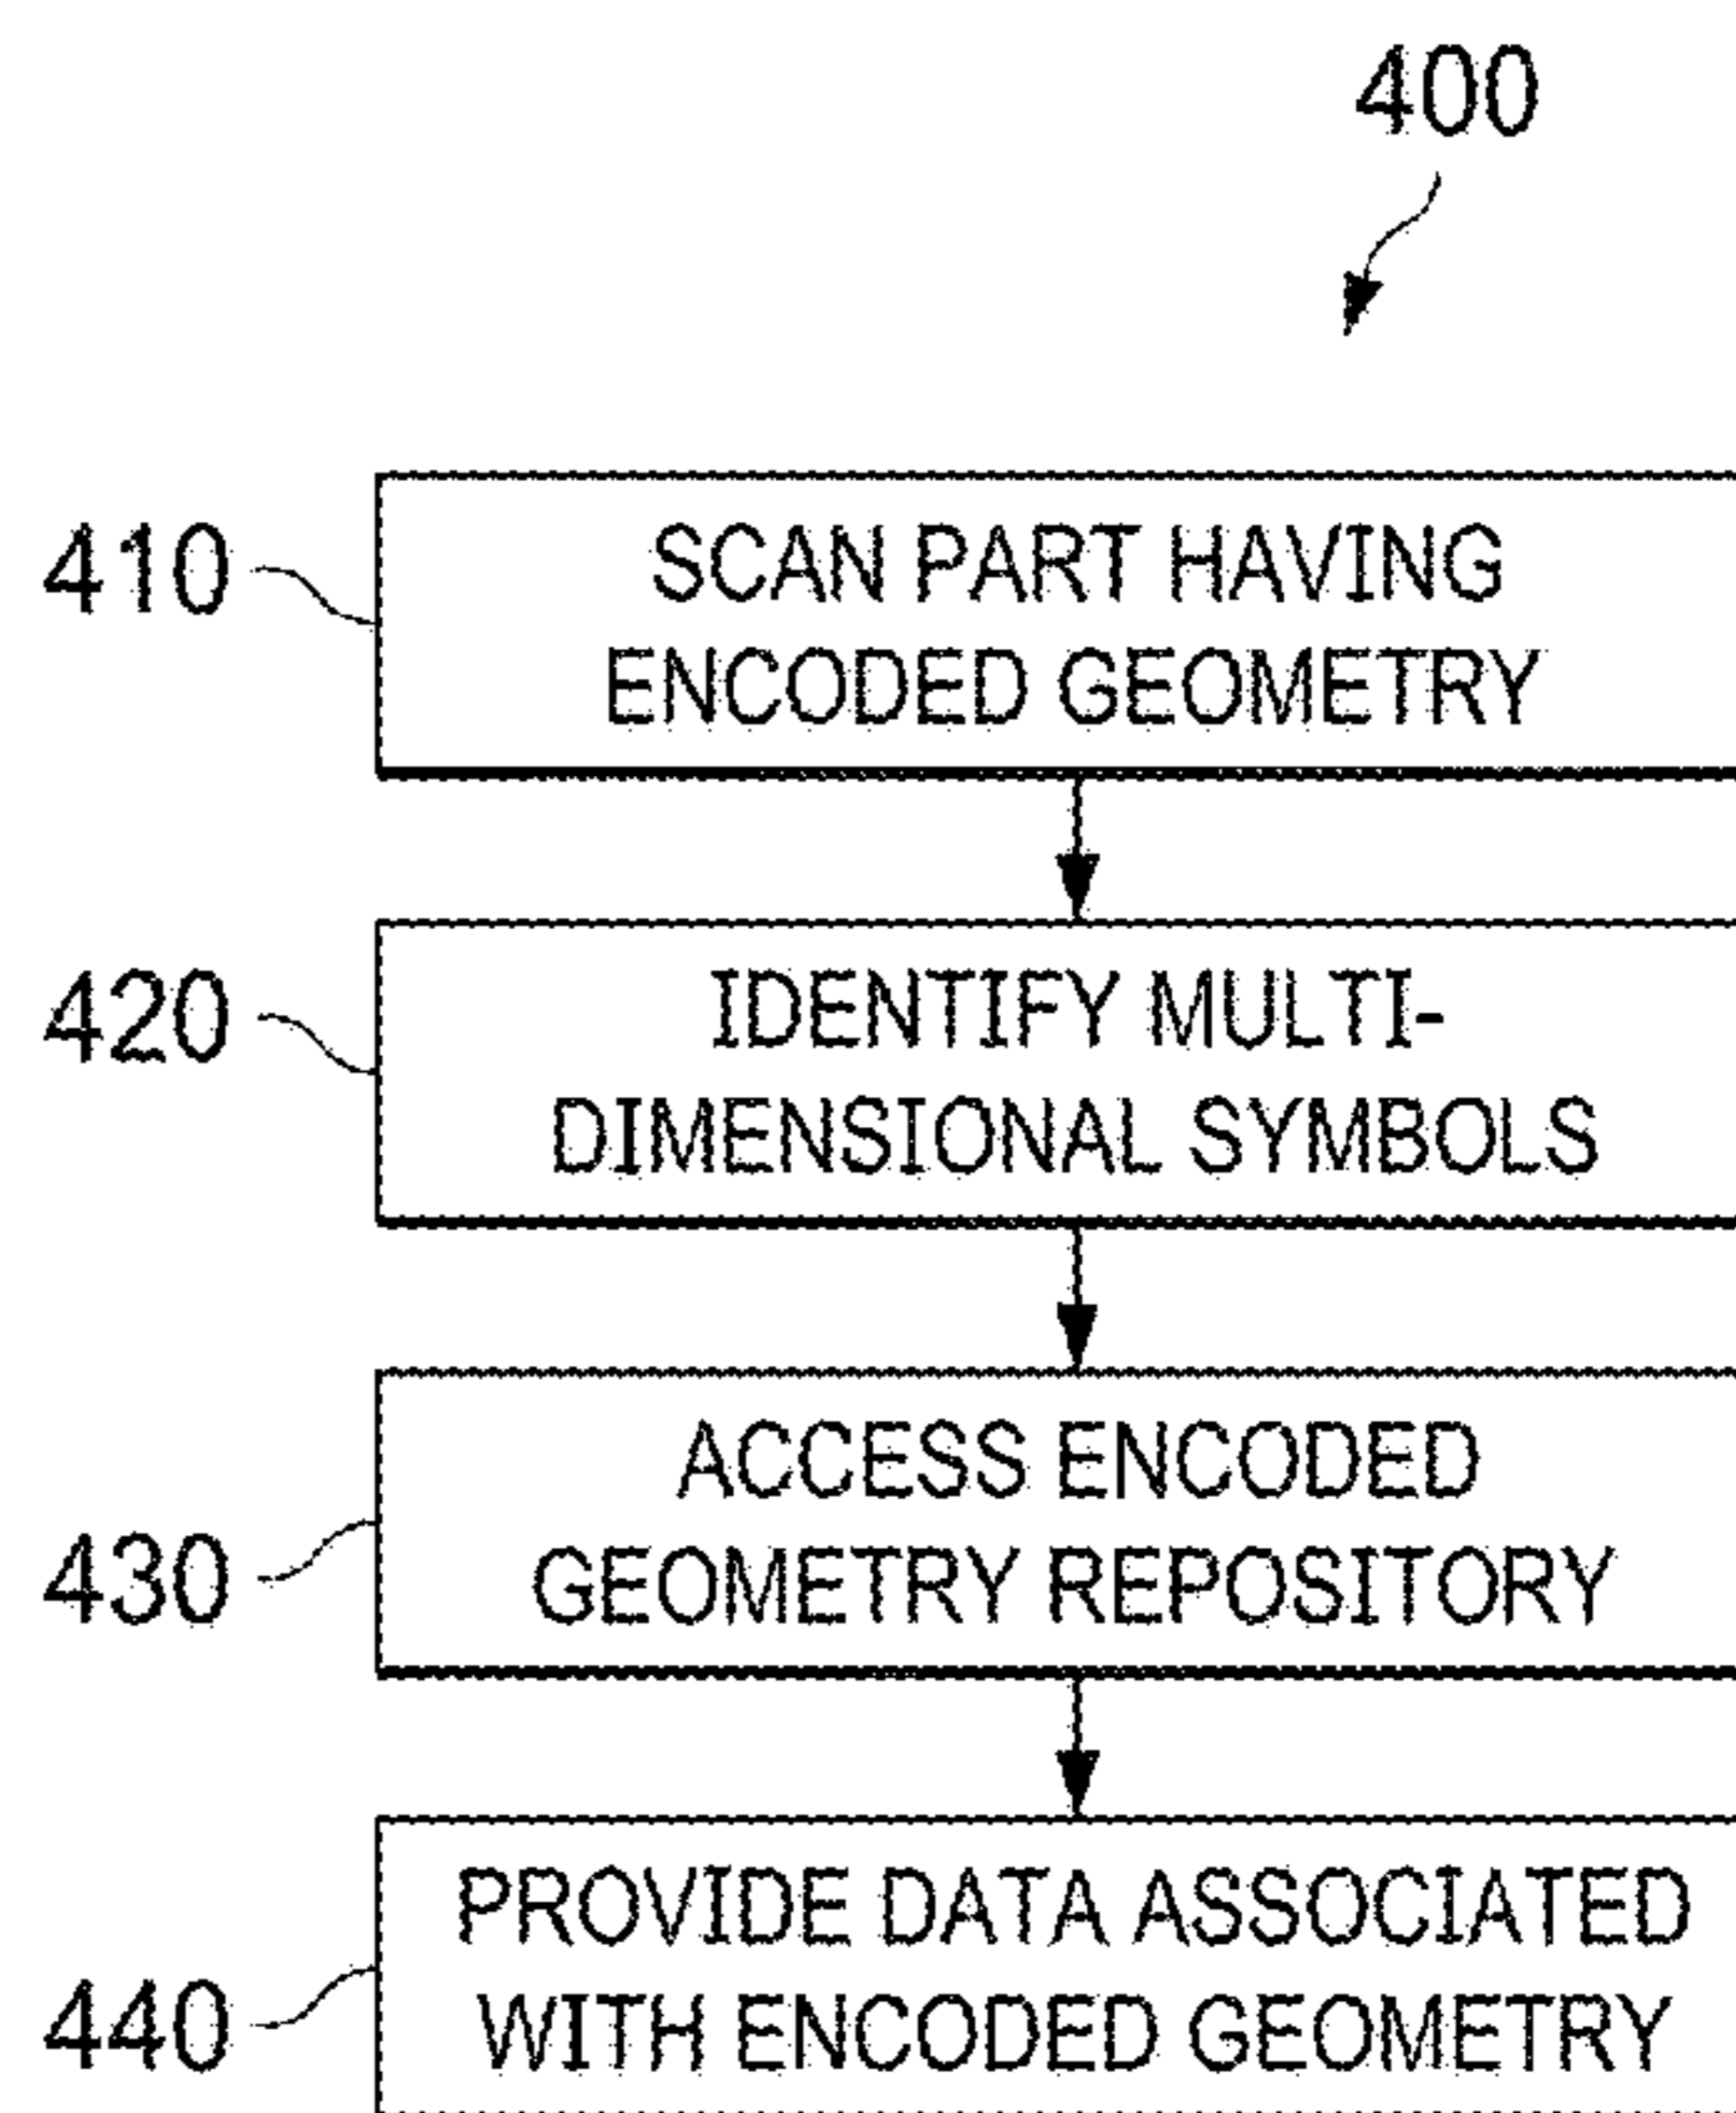 400
410
SCAN PART HAVING
ENCODED GEOMETRY
420
IDENTIFY MULTI-
DIMENSIONAL SYMBOLS
430
ACCESS ENCODED
GEOMETRY REPOSITORY
440
PROVIDE DATA ASSOCIATED
WITH ENCODED GEOMETRY